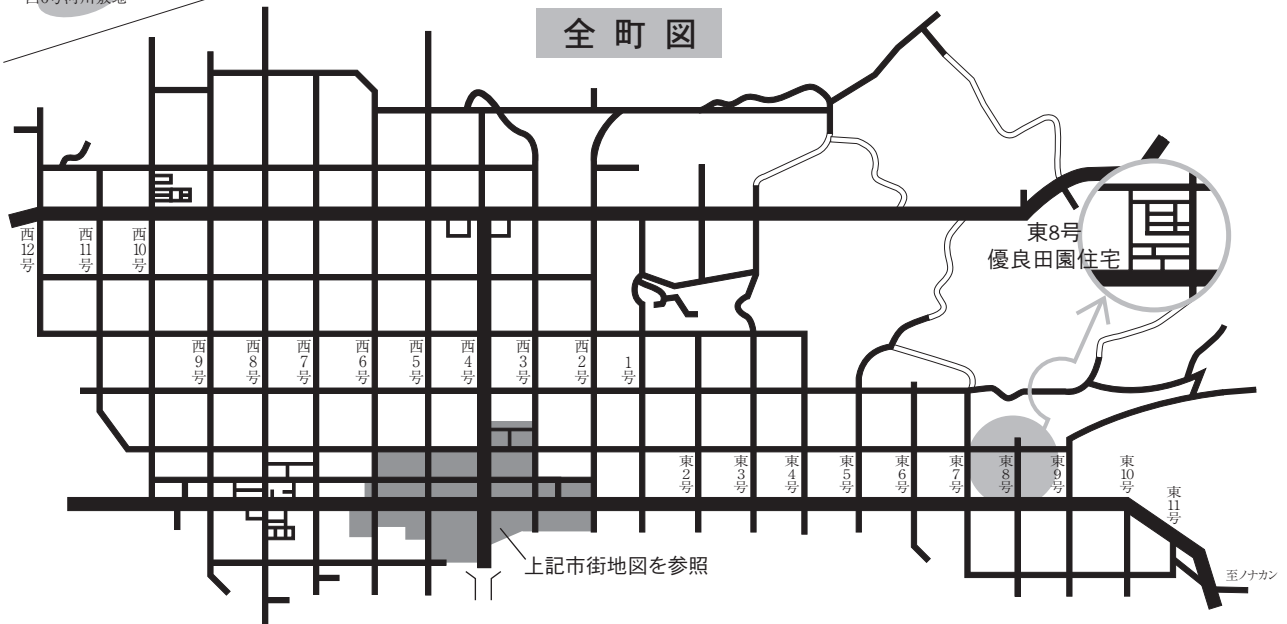 全町図
西12号
西11号
西10号
東8号
優良田園住宅
西9号
西8号
西7号
西6号
西5号
西4号
西3号
西2号
1号
東2号
東3号
東4号
東5号
東6号
東7号
東8号
東9号
東10号
東11号
上記市街地図を参照
至ノナカン